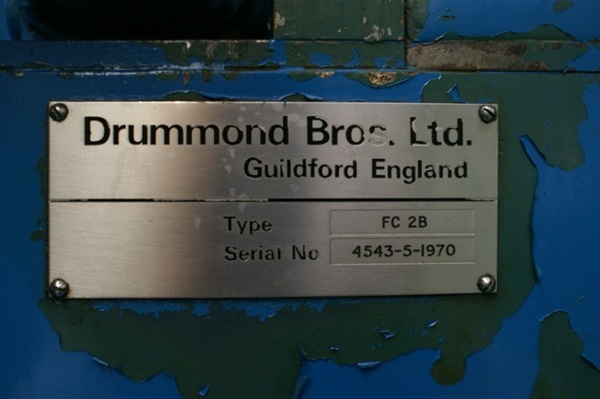 Drummond Bros. Ltd.
Guildford England
Type FC 2B
Serial No 4543-5-1970